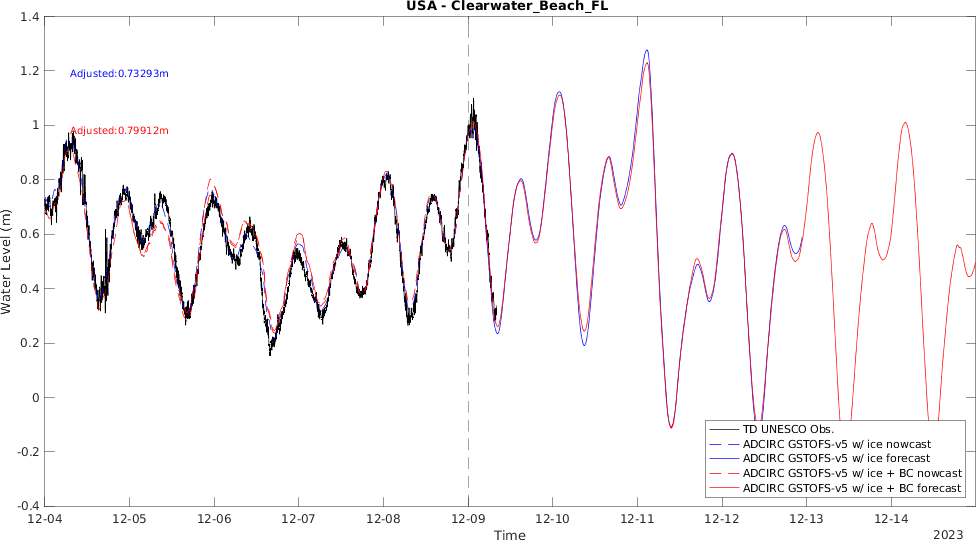 USA - Clearwater_Beach_FL
1.4
1.2
1
0.8
0.6
0.4
0.2
0
-0.2
-0.4
Water Level (m)
Adjusted:0.73293m
Adjusted:0.79912m
TD UNESCO Obs.
ADCIRC GSTOFS-v5 w/ ice nowcast
ADCIRC GSTOFS-v5 w/ ice forecast
ADCIRC GSTOFS-v5 w/ ice + BC nowcast
ADCIRC GSTOFS-v5 w/ ice + BC forecast
12-04 12-05 12-06 12-07 12-08 12-09 12-10 12-11 12-12 12-13 12-14
Time
2023